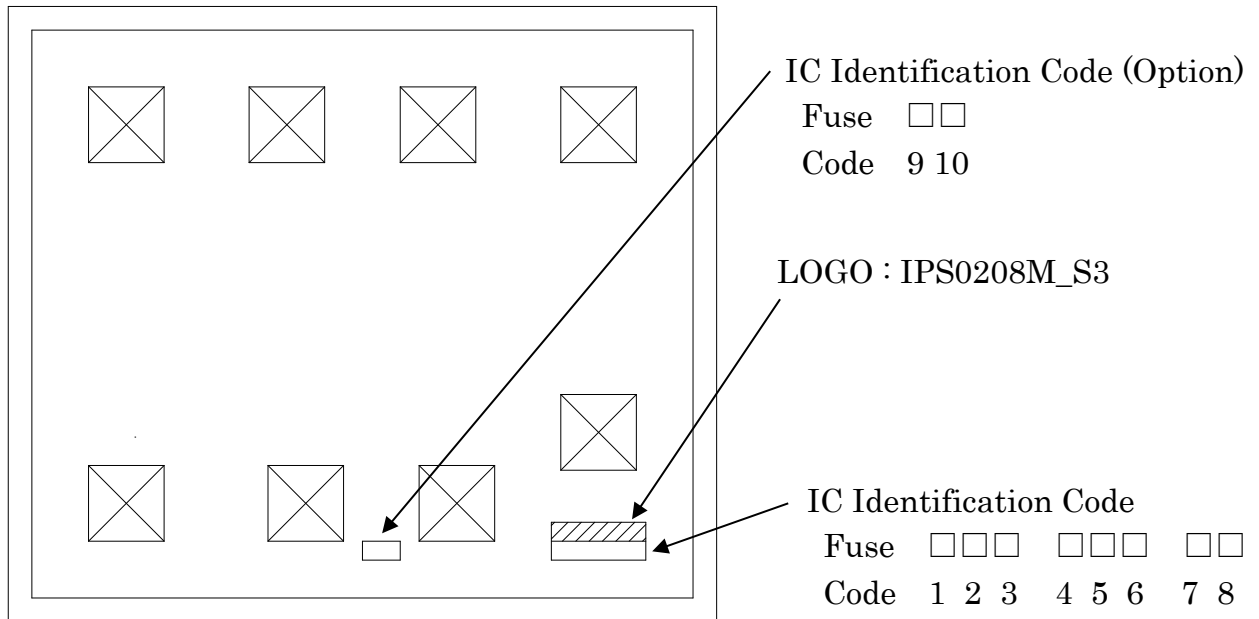 IC Identification Code (Option)
Fuse □□
Code 9 10
LOGO : IPS0208M_S3
IC Identification Code
Fuse □□□ □□□ □□
Code 1 2 3 4 5 6 7 8